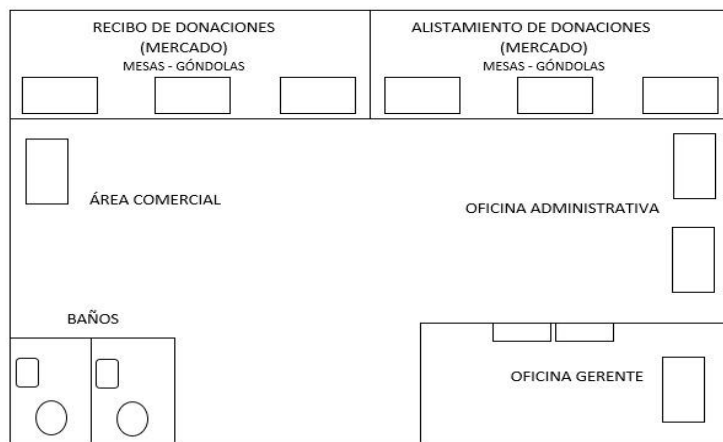 RECIBO DE DONACIONES
(MERCADO)
MESAS - GÓNDOLAS
ALISTAMIENTO DE DONACIONES
(MERCADO)
MESAS - GÓNDOLAS
ÁREA COMERCIAL
OFICINA ADMINISTRATIVA
BAÑOS
OFICINA GERENTE